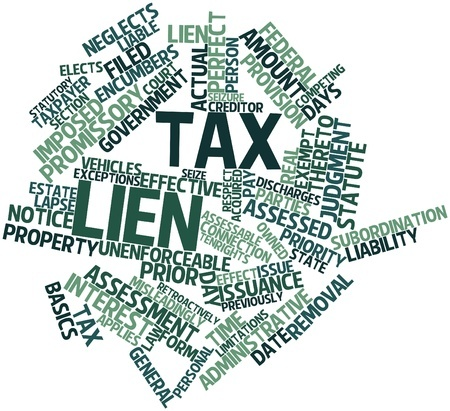 NEGLECTS
LIABLE
FILED
ELECTS
ENCUMBERS
STATUTORY
TAXPAYER
SECTION
COURT
IMPOSED
PROMISSORY
GOVERNMENT
LIEN
ACTUAL
PERFECT
PERSON
SEIZURE
CREDITOR
FEDERAL
AMOUNT
PROVISION
COMPETING
DAYS
TAX
REAL
EXEMPT
THERETO
JUDGMENT
STATUTE
VEHICLES
EXCEPTIONS
SEIZE
EFFECTIVE
RESPECT
ACQUIRED
PAY
DISCHARGES
PARTIES
ASSESSED
ESTATE
LAPSE
NOTICE
LIEN
PROPERTY
UNENFORCEABLE
PRIOR
ASSESSABLE
CONNECTION
TENRIGHTS
OWNED
STATE
PRIORITY
SUBORDINATION
LIABILITY
DAY
EFFECT
ISSUE
ISSUANCE
PREVIOUSLY
ASSESSMENT
MISLEADINGLY
RETROACTIVELY
INTEREST
BASICS
TAX
APPLIES
LAW
FORM
GENERAL
PERSONAL
TIME
LIMITATIONS
ADMINISTRATIVE
DATE
REMOVAL